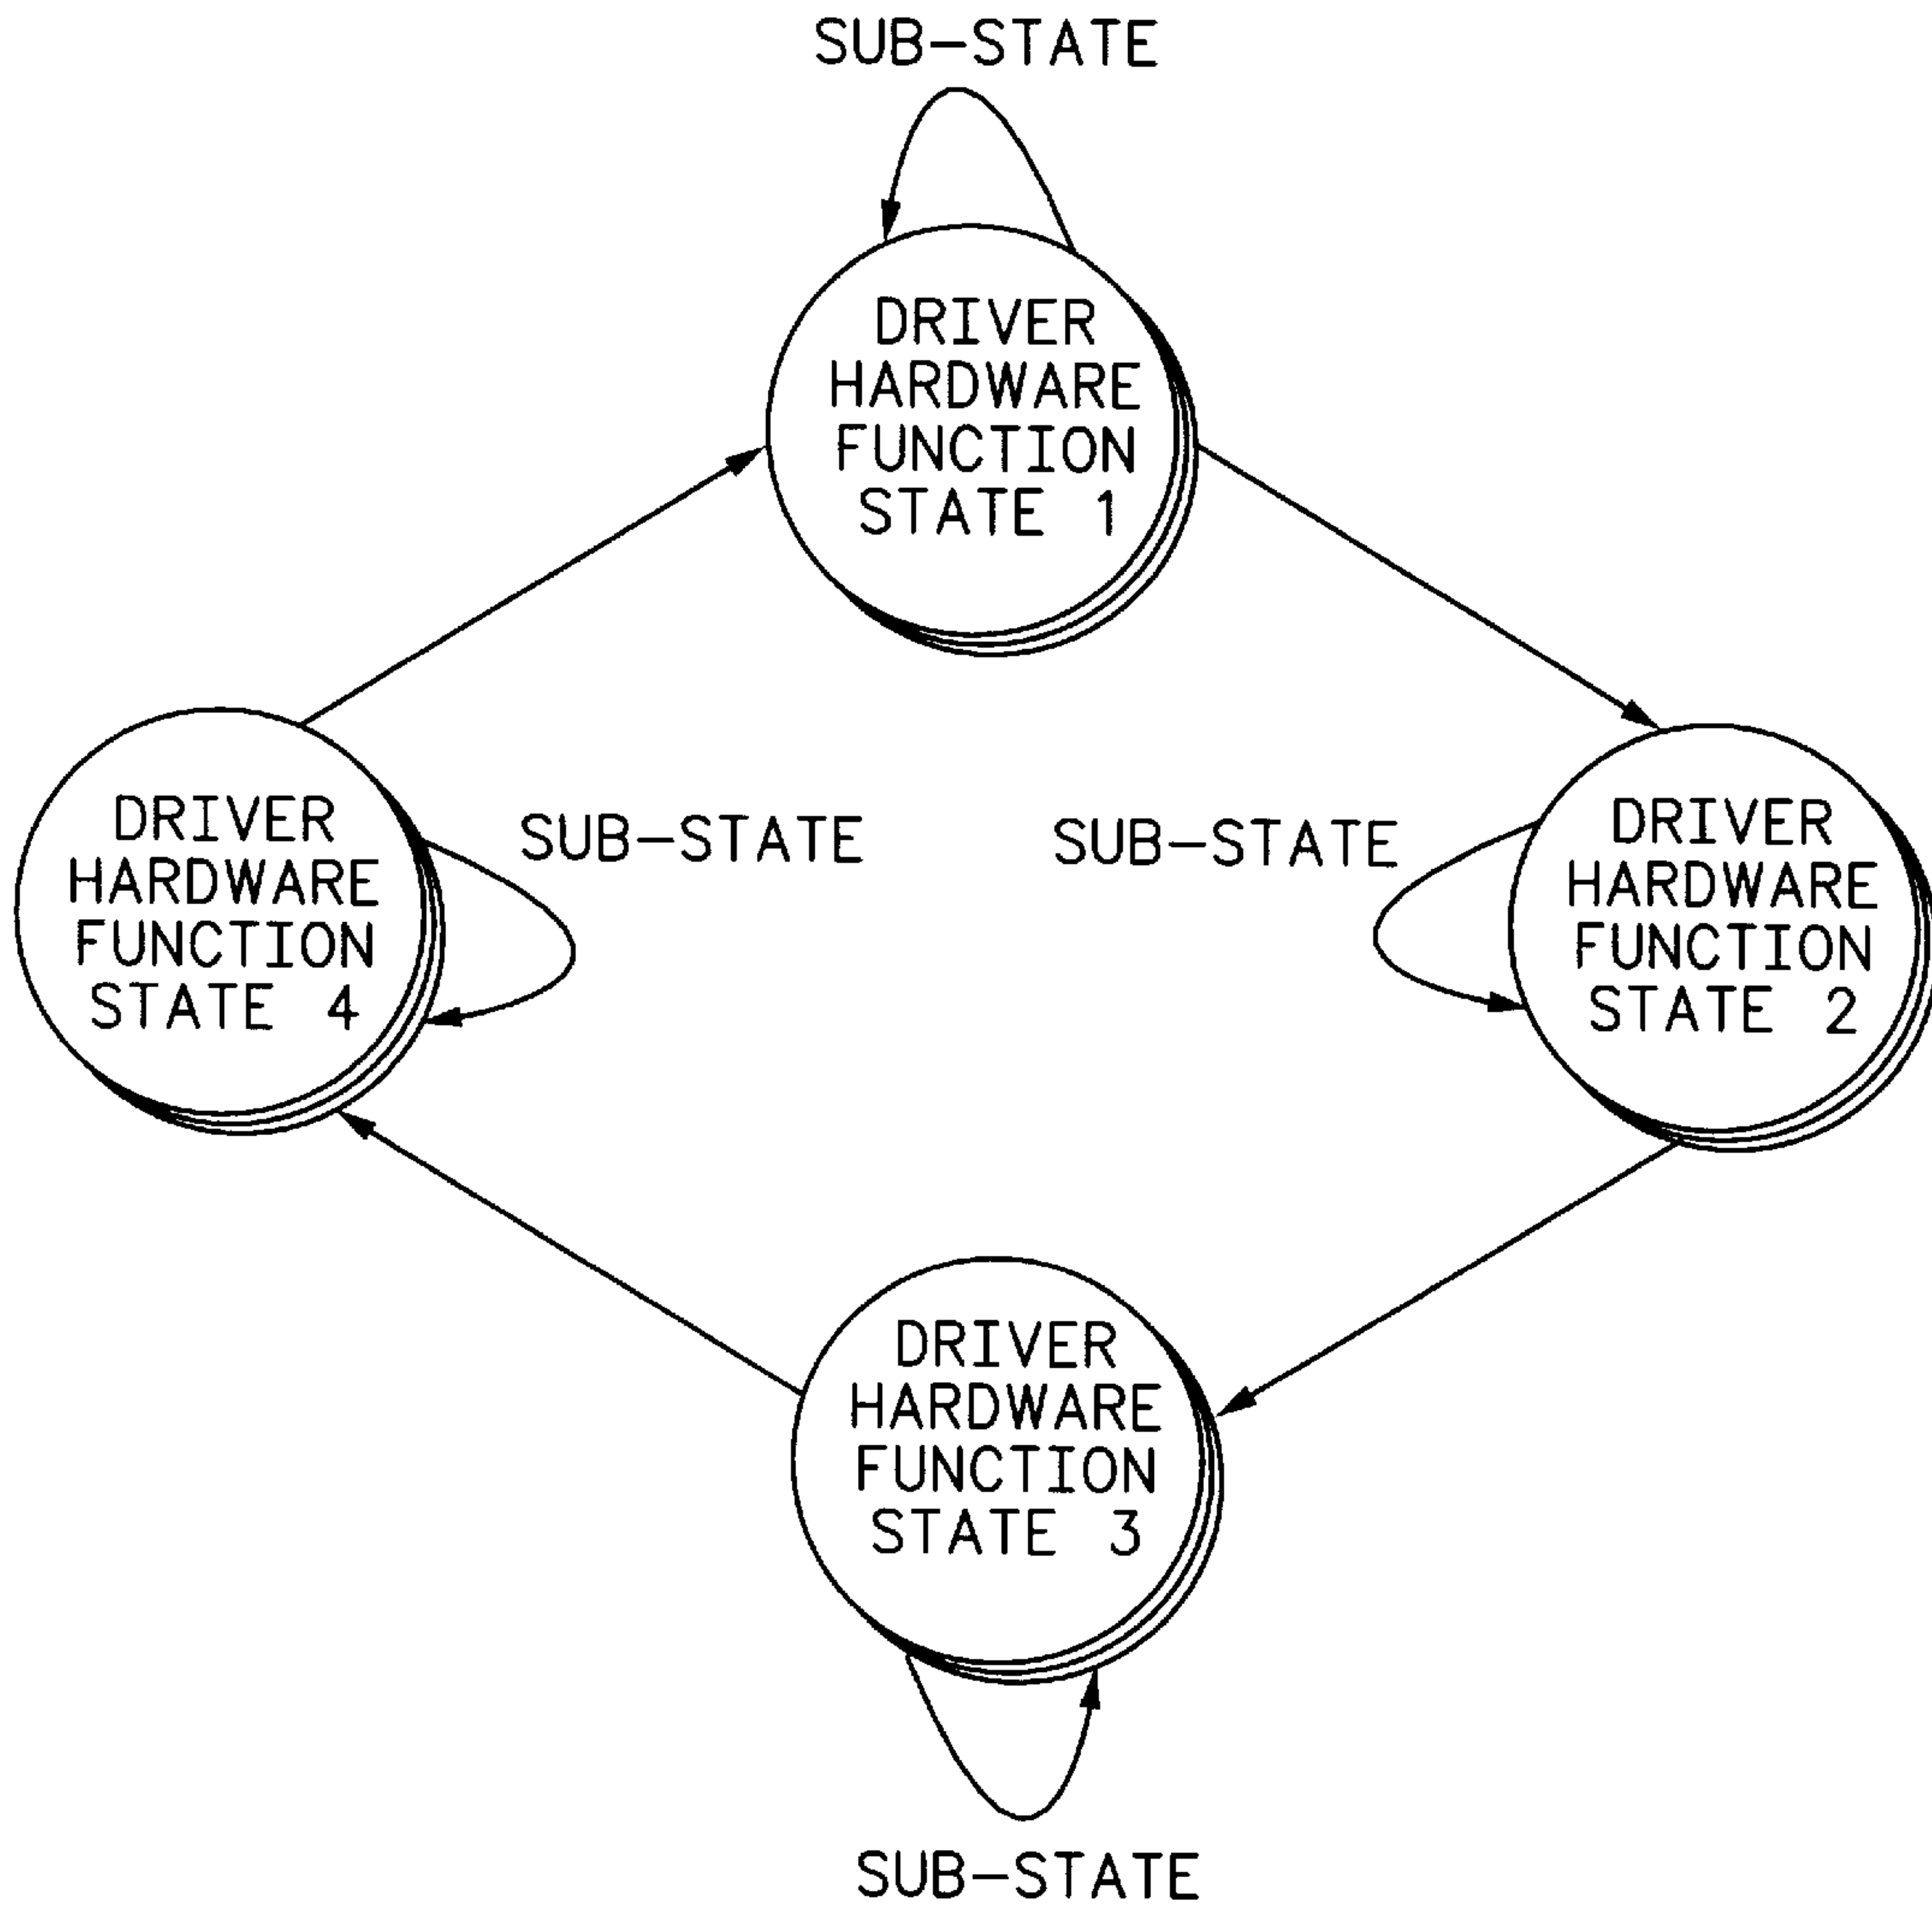 SUB-STATE
DRIVER
HARDWARE
FUNCTION
STATE 1
DRIVER
HARDWARE
FUNCTION
STATE 4
SUB-STATE
SUB-STATE
DRIVER
HARDWARE
FUNCTION
STATE 2
DRIVER
HARDWARE
FUNCTION
STATE 3
SUB-STATE